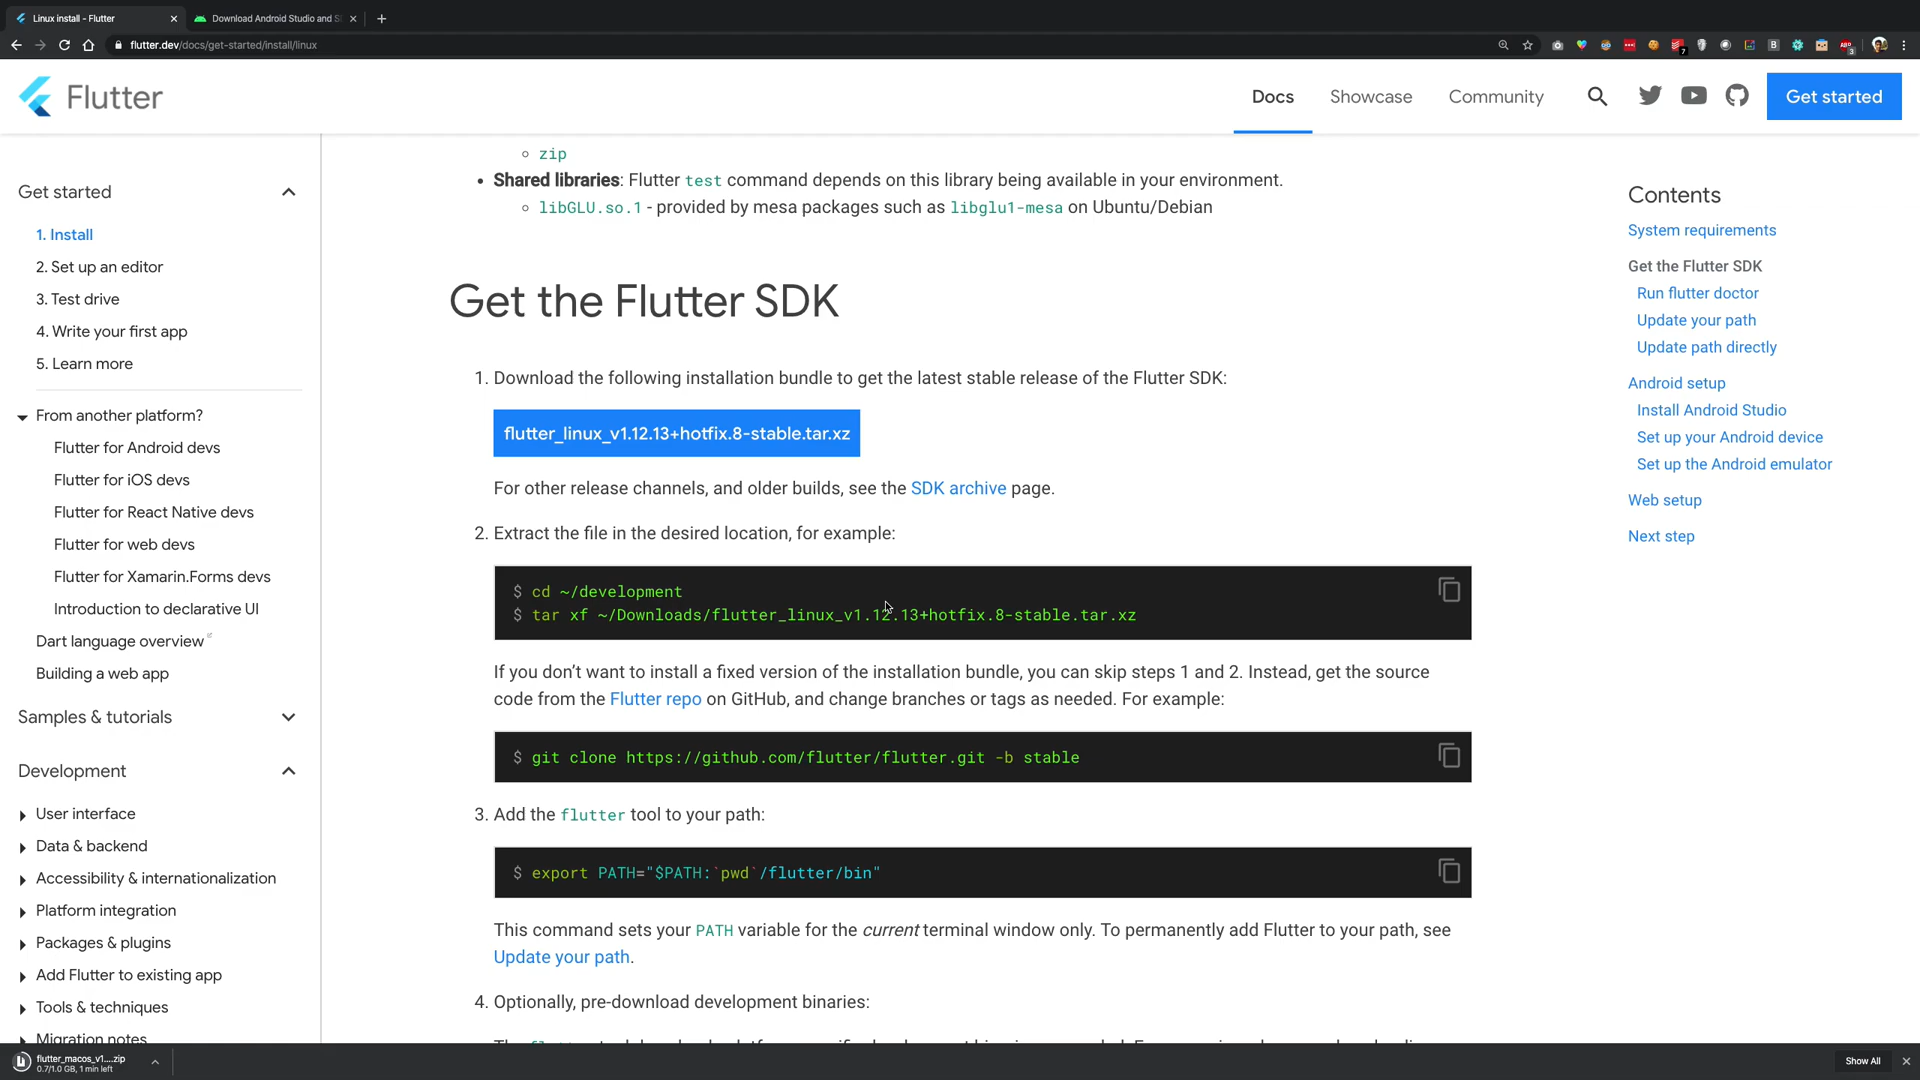 Linux install - Flutter
Download Android Studio and S
flutter.dev/docs/get-started/install/linux
Flutter
Docs
Showcase
Community
Get started
Get started
1. Install
2. Set up an editor
3. Test drive
4. Write your first app
5. Learn more
From another platform?
Flutter for Android devs
Flutter for iOS devs
Flutter for React Native devs
Flutter for web devs
Flutter for Xamarin.Forms devs
Introduction to declarative UI
Dart language overview
Building a web app
Samples & tutorials
Development
User interface
Data & backend
Accessibility & internationalization
Platform integration
Packages & plugins
Add Flutter to existing app
Tools & techniques
Migration notes
zip
Shared libraries: Flutter test command depends on this library being available in your environment.
libGLU.so.1 - provided by mesa packages such as libglu1-mesa on Ubuntu/Debian
Get the Flutter SDK
1. Download the following installation bundle to get the latest stable release of the Flutter SDK:
flutter_linux_v1.12.13+hotfix.8-stable.tar.xz
For other release channels, and older builds, see the SDK archive page.
2. Extract the file in the desired location, for example:
$ cd ~/development
$ tar xf ~/Downloads/flutter_linux_v1.12.13+hotfix.8-stable.tar.xz
If you don’t want to install a fixed version of the installation bundle, you can skip steps 1 and 2. Instead, get the source
code from the Flutter repo on GitHub, and change branches or tags as needed. For example:
$ git clone https://github.com/flutter/flutter.git -b stable
3. Add the flutter tool to your path:
$ export PATH="$PATH:`pwd`/flutter/bin"
This command sets your PATH variable for the current terminal window only. To permanently add Flutter to your path, see
Update your path.
4. Optionally, pre-download development binaries:
Contents
System requirements
Get the Flutter SDK
Run flutter doctor
Update your path
Update path directly
Android setup
Install Android Studio
Set up your Android device
Set up the Android emulator
Web setup
Next step
flutter_macos_v1....zip
0.7/1.0 GB, 1 min left
Show All